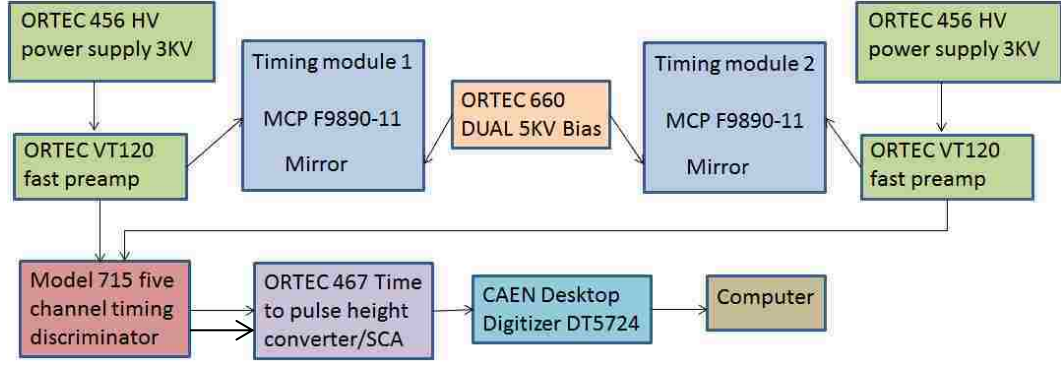 ORTEC 456 HV
power supply 3KV
Timing module 1
MCP F9890-11
Mirror
ORTEC 660
DUAL 5KV Bias
Timing module 2
MCP F9890-11
Mirror
ORTEC 456 HV
power supply 3KV
ORTEC VT120
fast preamp
ORTEC VT120
fast preamp
Model 715 five
channel timing
discriminator
ORTEC 467 Time
to pulse height
converter/SCA
CAEN Desktop
Digitizer DT5724
Computer